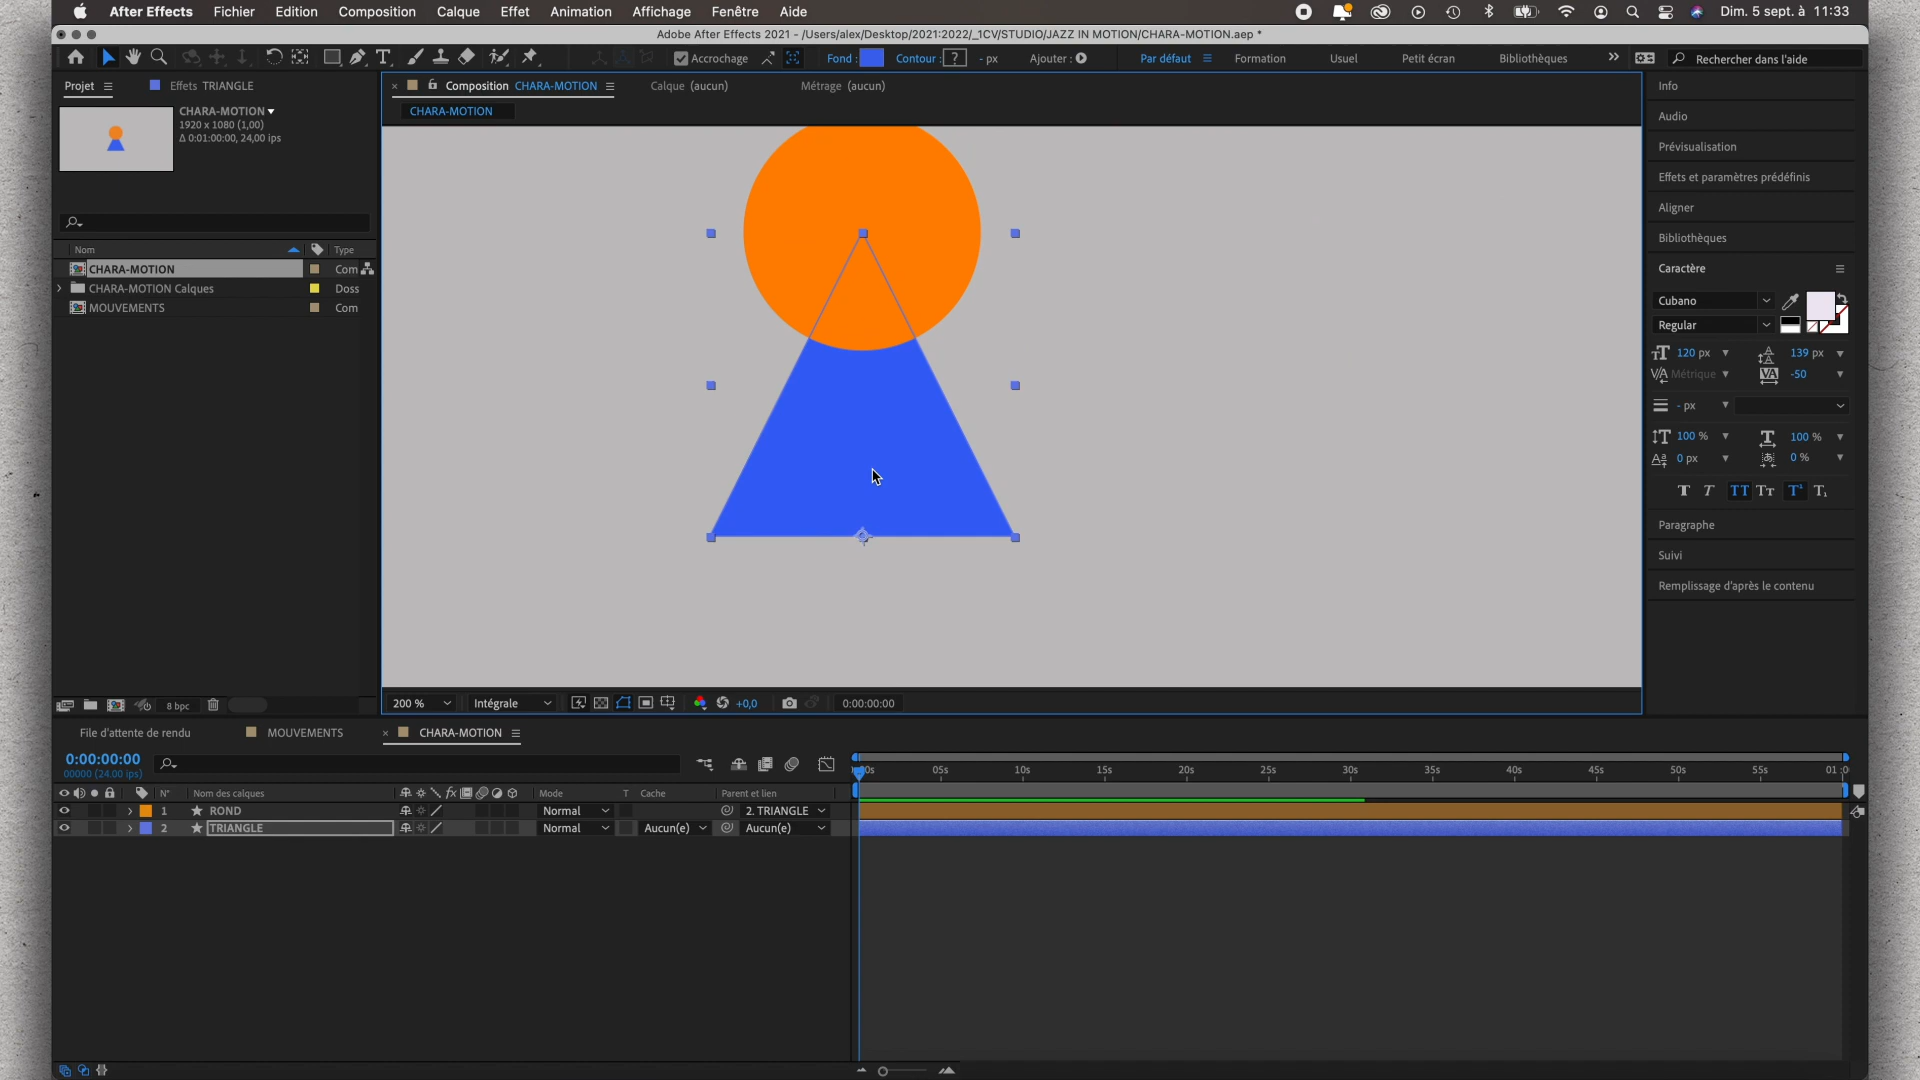 After Effects Fichier Edition Composition Calque Effet Animation Affichage Fenêtre Aide Dim. 5 sept. à 11:33
Adobe After Effects 2021 - /Users/alex/Desktop/2021:2022/_1CV/STUDIO/JAZZ IN MOTION/CHARA-MOTION.aep *
Accrochage Fond : Contour : ? - px Ajouter : Par défaut Formation Usuel Petit écran Bibliothèques Rechercher dans l'aide
Projet Effets TRIANGLE Composition CHARA-MOTION Calque (aucun) Métrage (aucun) Info
CHARA-MOTION
1920 x 1080 (1,00)
Δ 0:01:00:00, 24,00 ips
CHARA-MOTION
Audio
Prévisualisation
Effets et paramètres prédéfinis
Aligner
Bibliothèques
Nom Type
CHARA-MOTION Com
CHARA-MOTION Calques Doss
MOUVEMENTS Com
Caractère
Cubano
Regular
120 px 139 px
Métrique -50
- px
100 % 100 %
0 px 0 %
Paragraphe
Suivi
Remplissage d'après le contenu
8 bpc
200 % Intégrale +0,0 0:00:00:00
File d'attente de rendu MOUVEMENTS CHARA-MOTION
0:00:00:00
00000 (24.00 ips)
05s 10s 15s 20s 25s 30s 35s 40s 45s 50s 55s
N° Nom des calques Mode T Cache Parent et lien
1 ROND Normal 2. TRIANGLE
2 TRIANGLE Normal Aucun(e) Aucun(e)